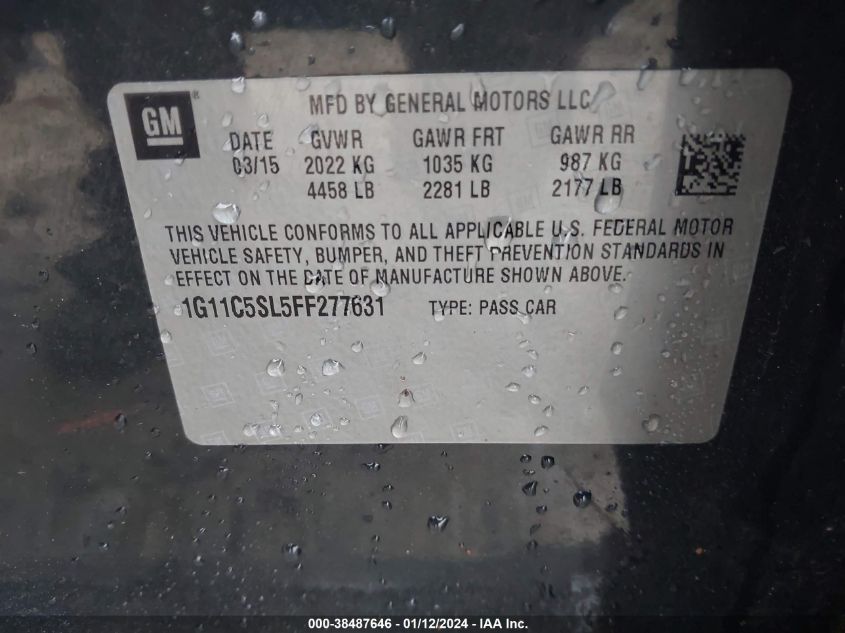 GM ®
MFD BY GENERAL MOTORS LLC
DATE GVWR GAWR FRT GAWR RR
03/15 2022 KG 1035 KG 987 KG
4458 LB 2281 LB 2177 LB
THIS VEHICLE CONFORMS TO ALL APPLICABLE U.S. FEDERAL MOTOR
VEHICLE SAFETY, BUMPER, AND THEFT PREVENTION STANDARDS IN
EFFECT ON THE DATE OF MANUFACTURE SHOWN ABOVE.
1G11C5SL5FF277631 TYPE: PASS CAR
000-38487646 - 01/12/2024 - IAA Inc.